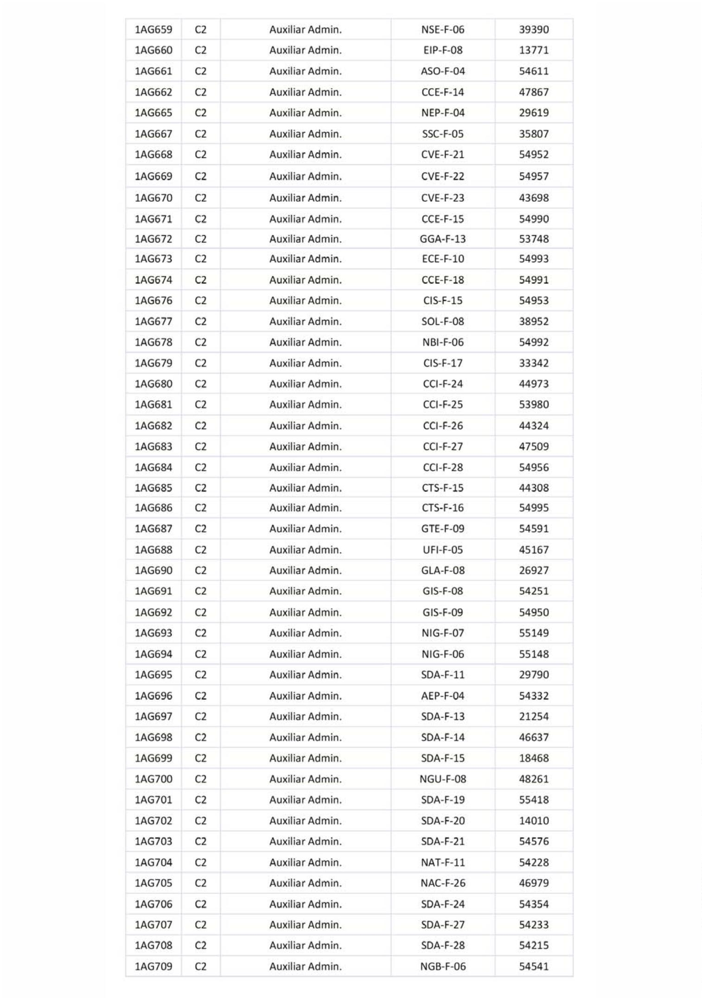 1AG659 C2 Auxiliar Admin. NSE-F-06 39390
1AG660 C2 Auxiliar Admin. EIP-F-08 13771
1AG661 C2 Auxiliar Admin. ASO-F-04 54611
1AG662 C2 Auxiliar Admin. CCE-F-14 47867
1AG665 C2 Auxiliar Admin. NEP-F-04 29619
1AG667 C2 Auxiliar Admin. SSC-F-05 35807
1AG668 C2 Auxiliar Admin. CVE-F-21 54952
1AG669 C2 Auxiliar Admin. CVE-F-22 54957
1AG670 C2 Auxiliar Admin. CVE-F-23 43698
1AG671 C2 Auxiliar Admin. CCE-F-15 54990
1AG672 C2 Auxiliar Admin. GGA-F-13 53748
1AG673 C2 Auxiliar Admin. ECE-F-10 54993
1AG674 C2 Auxiliar Admin. CCE-F-18 54991
1AG676 C2 Auxiliar Admin. CIS-F-15 54953
1AG677 C2 Auxiliar Admin. SOL-F-08 38952
1AG678 C2 Auxiliar Admin. NBI-F-06 54992
1AG679 C2 Auxiliar Admin. CIS-F-17 33342
1AG680 C2 Auxiliar Admin. CCI-F-24 44973
1AG681 C2 Auxiliar Admin. CCI-F-25 53980
1AG682 C2 Auxiliar Admin. CCI-F-26 44324
1AG683 C2 Auxiliar Admin. CCI-F-27 47509
1AG684 C2 Auxiliar Admin. CCI-F-28 54956
1AG685 C2 Auxiliar Admin. CTS-F-15 44308
1AG686 C2 Auxiliar Admin. CTS-F-16 54995
1AG687 C2 Auxiliar Admin. GTE-F-09 54591
1AG688 C2 Auxiliar Admin. UFI-F-05 45167
1AG690 C2 Auxiliar Admin. GLA-F-08 26927
1AG691 C2 Auxiliar Admin. GIS-F-08 54251
1AG692 C2 Auxiliar Admin. GIS-F-09 54950
1AG693 C2 Auxiliar Admin. NIG-F-07 55149
1AG694 C2 Auxiliar Admin. NIG-F-06 55148
1AG695 C2 Auxiliar Admin. SDA-F-11 29790
1AG696 C2 Auxiliar Admin. AEP-F-04 54332
1AG697 C2 Auxiliar Admin. SDA-F-13 21254
1AG698 C2 Auxiliar Admin. SDA-F-14 46637
1AG699 C2 Auxiliar Admin. SDA-F-15 18468
1AG700 C2 Auxiliar Admin. NGU-F-08 48261
1AG701 C2 Auxiliar Admin. SDA-F-19 55418
1AG702 C2 Auxiliar Admin. SDA-F-20 14010
1AG703 C2 Auxiliar Admin. SDA-F-21 54576
1AG704 C2 Auxiliar Admin. NAT-F-11 54228
1AG705 C2 Auxiliar Admin. NAC-F-26 46979
1AG706 C2 Auxiliar Admin. SDA-F-24 54354
1AG707 C2 Auxiliar Admin. SDA-F-27 54233
1AG708 C2 Auxiliar Admin. SDA-F-28 54215
1AG709 C2 Auxiliar Admin. NGB-F-06 54541